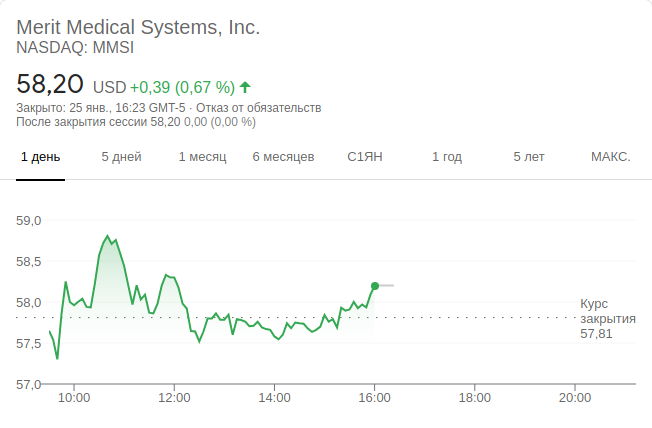 Merit Medical Systems, Inc.
NASDAQ: MMSI
58,20 USD +0,39 (0,67 %)
Закрыто: 25 янв., 16:23 GMT-5 · Отказ от обязательств
После закрытия сессии 58,20 0,00 (0,00 %)
1 день 5 дней 1 месяц 6 месяцев С1ЯН 1 год 5 лет МАКС.
59,0
58,5
58,0
57,5
57,0
Курс
закрытия
57,81
10:00 12:00 14:00 16:00 18:00 20:00